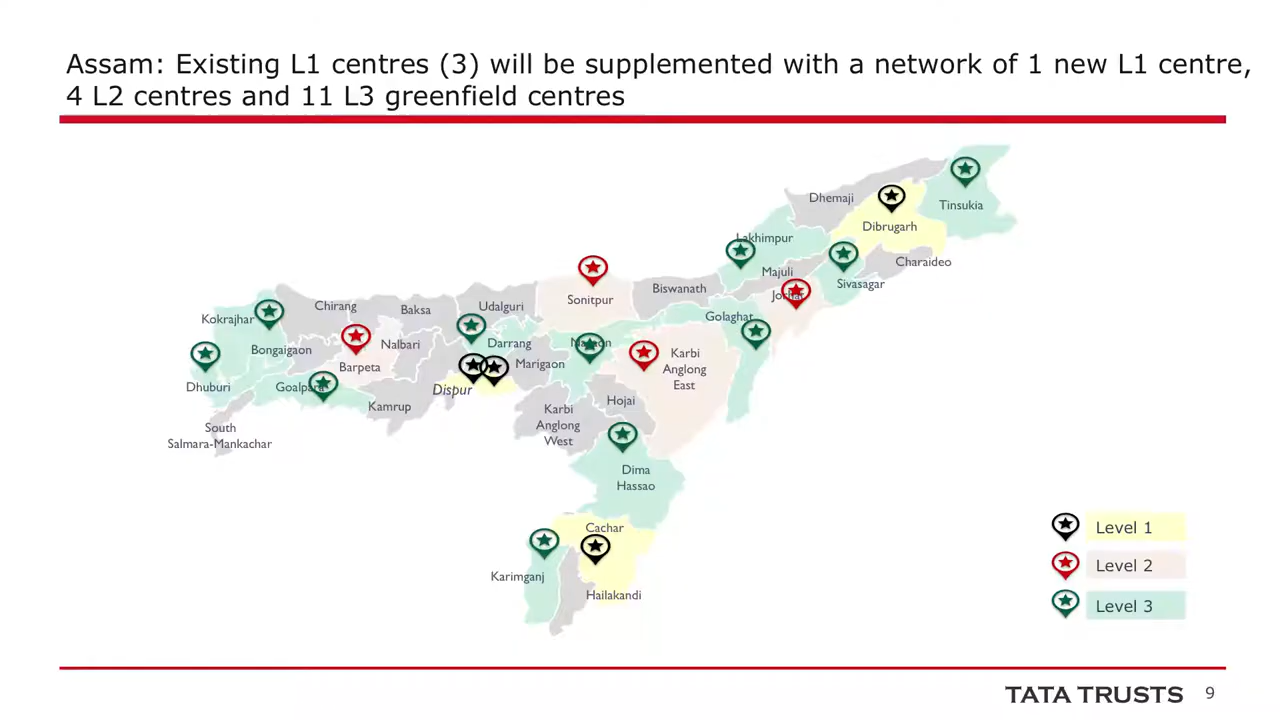 Assam: Existing L1 centres (3) will be supplemented with a network of 1 new L1 centre,
4 L2 centres and 11 L3 greenfield centres
Dhemaji
Tinsukia
Dibrugarh
Lakhimpur
Charaideo
Majuli
Sivasagar
Jorhat
Biswanath
Sonitpur
Golaghat
Udalguri
Baksa
Chirang
Kokrajhar
Bongaigaon
Nalbari
Darrang
Nagaon
Marigaon
Barpeta
Karbi
Anglong
East
Dhuburi
Goalpara
Dispur
Kamrup
Hojai
Karbi
Anglong
West
South
Salmara-Mankachar
Dima
Hassao
Cachar
Karimganj
Hailakandi
Level 1
Level 2
Level 3
TATA TRUSTS
9